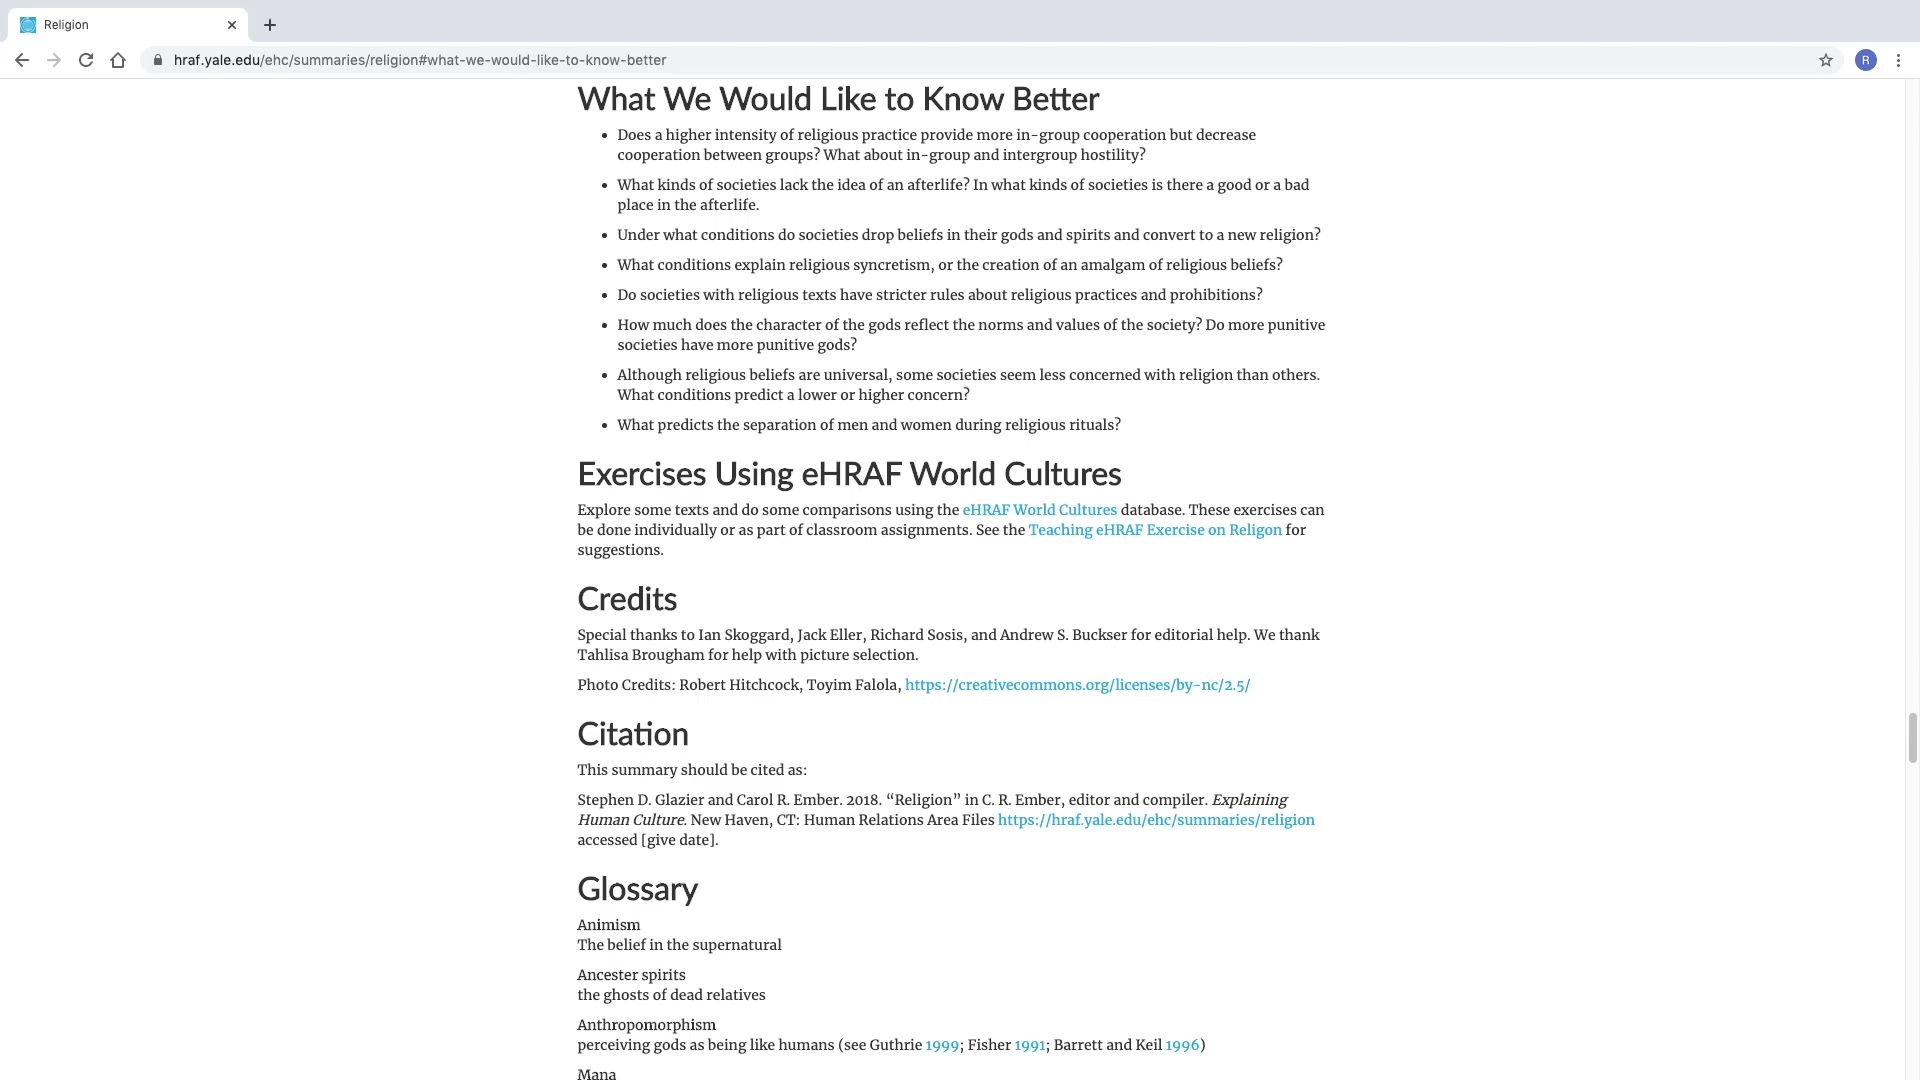 Religion
hraf.yale.edu/ehc/summaries/religion#what-we-would-like-to-know-better
R
What We Would Like to Know Better
• Does a higher intensity of religious practice provide more in-group cooperation but decrease
cooperation between groups? What about in-group and intergroup hostility?
• What kinds of societies lack the idea of an afterlife? In what kinds of societies is there a good or a bad
place in the afterlife.
• Under what conditions do societies drop beliefs in their gods and spirits and convert to a new religion?
• What conditions explain religious syncretism, or the creation of an amalgam of religious beliefs?
• Do societies with religious texts have stricter rules about religious practices and prohibitions?
• How much does the character of the gods reflect the norms and values of the society? Do more punitive
societies have more punitive gods?
• Although religious beliefs are universal, some societies seem less concerned with religion than others.
What conditions predict a lower or higher concern?
• What predicts the separation of men and women during religious rituals?
Exercises Using eHRAF World Cultures
Explore some texts and do some comparisons using the eHRAF World Cultures database. These exercises can
be done individually or as part of classroom assignments. See the Teaching eHRAF Exercise on Religon for
suggestions.
Credits
Special thanks to Ian Skoggard, Jack Eller, Richard Sosis, and Andrew S. Buckser for editorial help. We thank
Tahlisa Brougham for help with picture selection.
Photo Credits: Robert Hitchcock, Toyim Falola, https://creativecommons.org/licenses/by-nc/2.5/
Citation
This summary should be cited as:
Stephen D. Glazier and Carol R. Ember. 2018. “Religion” in C. R. Ember, editor and compiler. Explaining
Human Culture. New Haven, CT: Human Relations Area Files https://hraf.yale.edu/ehc/summaries/religion
accessed [give date].
Glossary
Animism
The belief in the supernatural
Ancester spirits
the ghosts of dead relatives
Anthropomorphism
perceiving gods as being like humans (see Guthrie 1999; Fisher 1991; Barrett and Keil 1996)
Mana